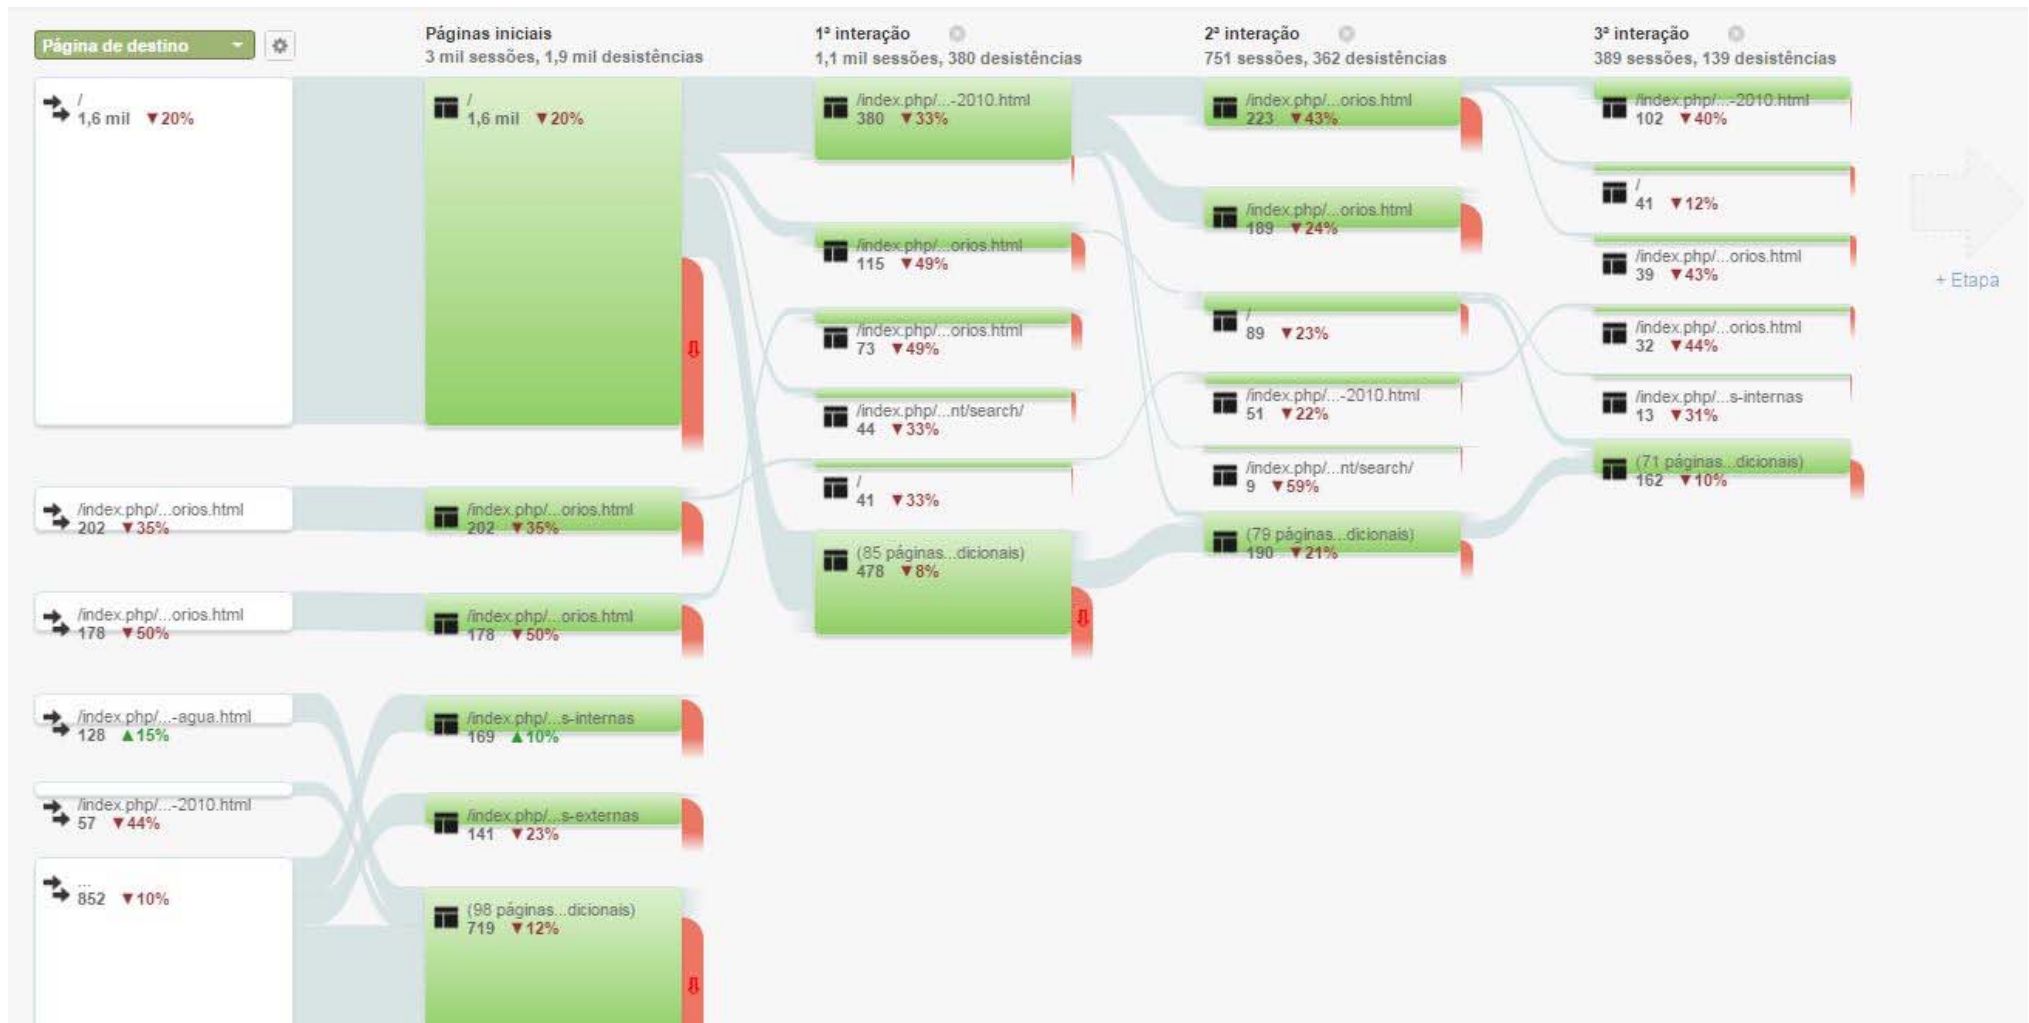 Página de destino
/
1,6 mil ▼20%
/index.php/...orios.html
202 ▼35%
/index.php/...orios.html
178 ▼50%
/index.php/...-agua.html
128 ▲15%
/index.php/...-2010.html
57 ▼44%
...
852 ▼10%
Páginas iniciais
3 mil sessões, 1,9 mil desistências
/
1,6 mil ▼20%
/index.php/...orios.html
202 ▼35%
/index.php/...orios.html
178 ▼50%
/index.php/...s-internas
169 ▲10%
/index.php/...s-externas
141 ▼23%
(98 páginas...dicionais)
719 ▼12%
1ª interação
1,1 mil sessões, 380 desistências
/index.php/...-2010.html
380 ▼33%
/index.php/...orios.html
115 ▼49%
/index.php/...orios.html
73 ▼49%
/index.php/...nt/search/
44 ▼33%
/
41 ▼33%
(85 páginas...dicionais)
478 ▼8%
2ª interação
751 sessões, 362 desistências
/index.php/...orios.html
223 ▼43%
/index.php/...orios.html
189 ▼24%
/
89 ▼23%
/index.php/...-2010.html
51 ▼22%
/index.php/...nt/search/
9 ▼59%
(79 páginas...dicionais)
190 ▼21%
3ª interação
389 sessões, 139 desistências
/index.php/...-2010.html
102 ▼40%
/
41 ▼12%
/index.php/...orios.html
39 ▼43%
/index.php/...orios.html
32 ▼44%
/index.php/...s-internas
13 ▼31%
(71 páginas...dicionais)
162 ▼10%
+ Etapa